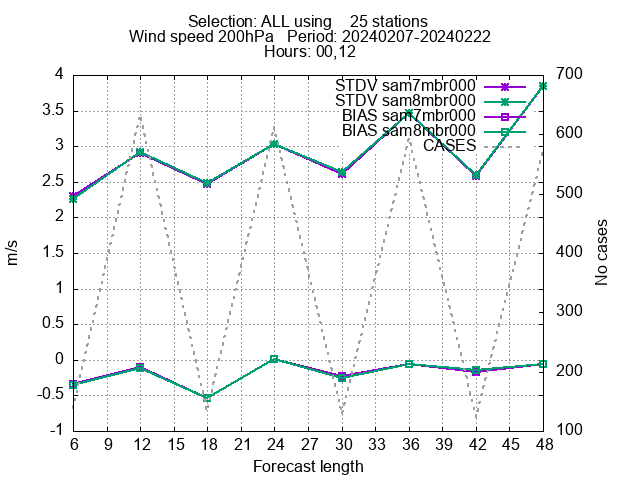 Selection: ALL using 25 stations
Wind speed 200hPa Period: 20240207-20240222
Hours: 00,12
STDV sam7mbr000
STDV sam8mbr000
BIAS sam7mbr000
BIAS sam8mbr000
CASES
4
3.5
3
2.5
2
1.5
1
0.5
0
-0.5
-1
m/s
700
600
500
400
300
200
100
No cases
6 9 12 15 18 21 24 27 30 33 36 39 42 45 48
Forecast length